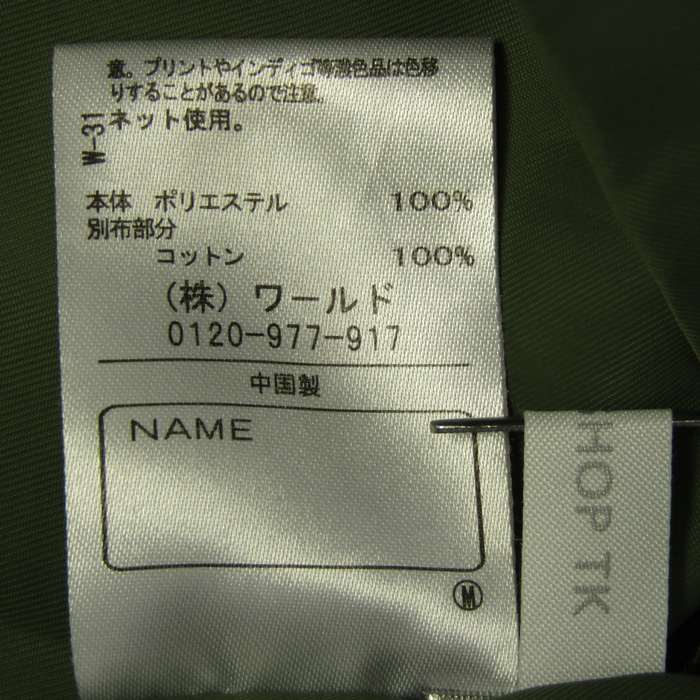 意。プリントやインディゴ等濃色品は色移
りすることがあるので注意。
ネット使用。
W-31
本体 ポリエステル 100%
別布部分
コットン 100%
(株) ワールド
0120-977-917
中国製
NAME
M
HOP TK